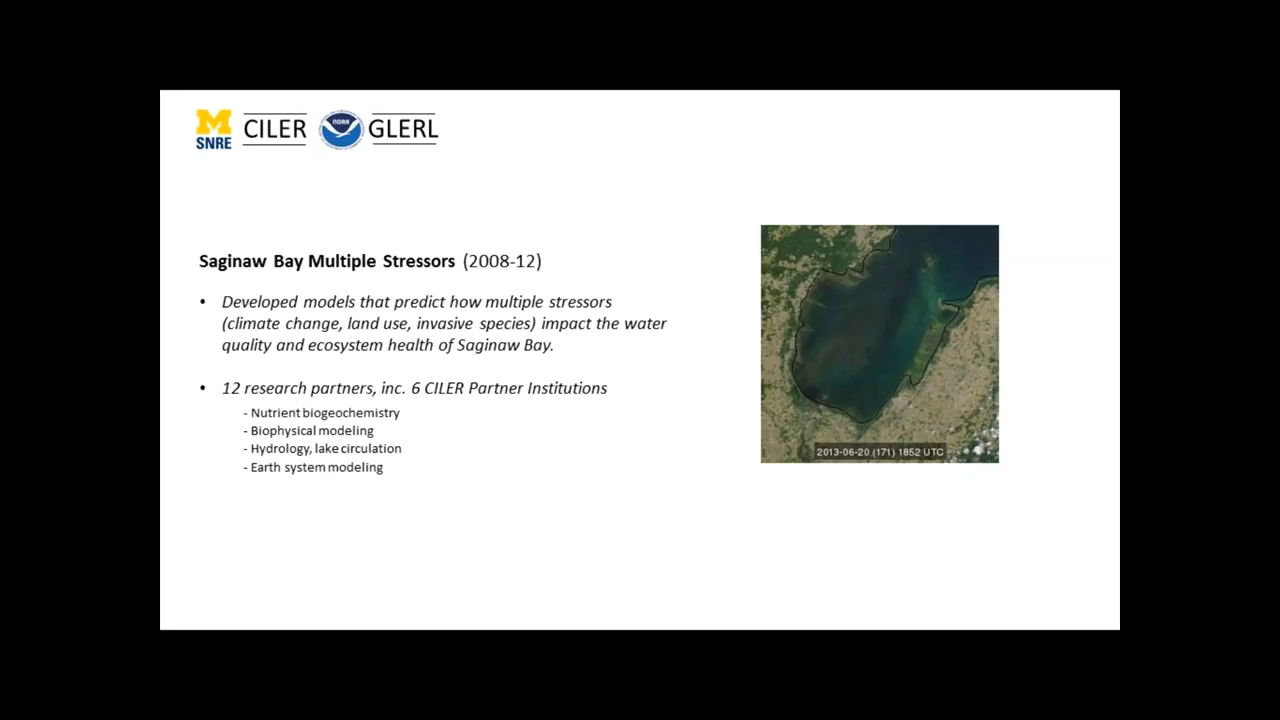 M
SNRE
CILER
NOAA
GLERL
Saginaw Bay Multiple Stressors (2008-12)
• Developed models that predict how multiple stressors
(climate change, land use, invasive species) impact the water
quality and ecosystem health of Saginaw Bay.
• 12 research partners, inc. 6 CILER Partner Institutions
- Nutrient biogeochemistry
- Biophysical modeling
- Hydrology, lake circulation
- Earth system modeling
2013-06-20 (171) 1852 UTC